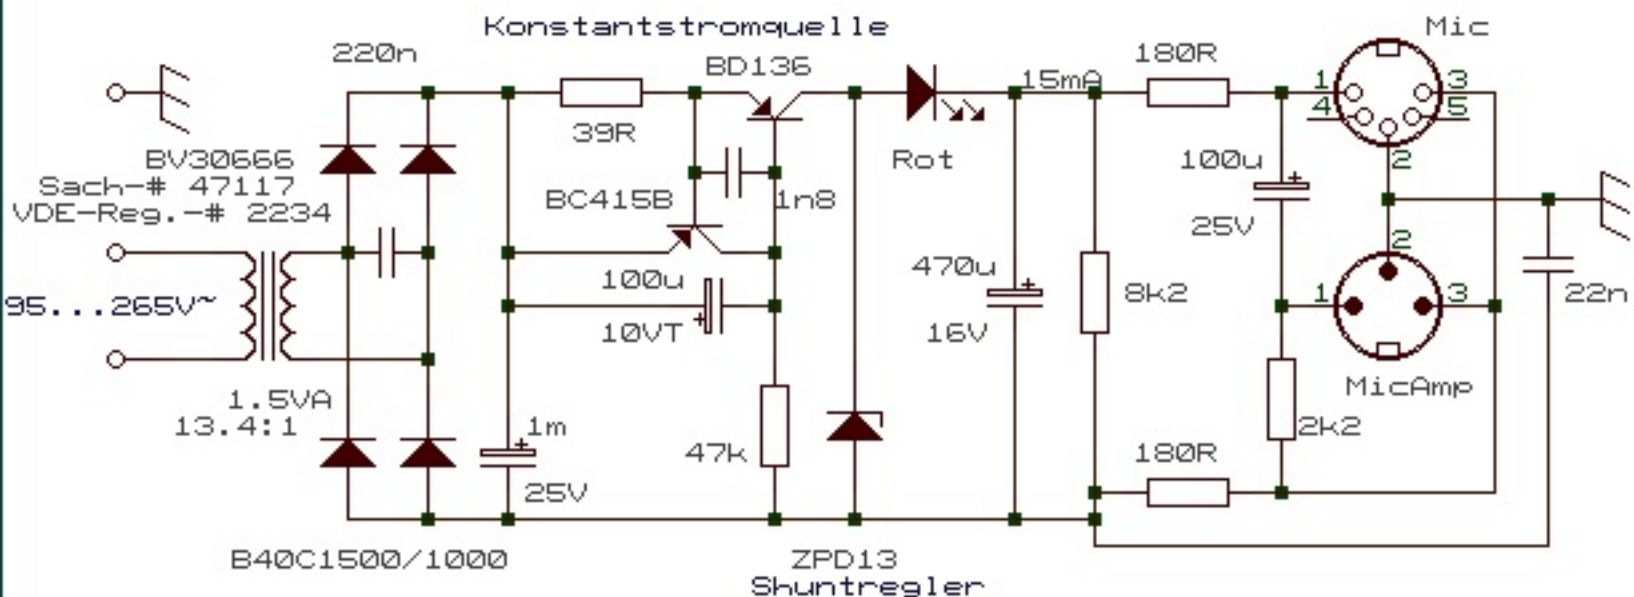 Konstantstromquelle
Mic
220n
BD136
180R
15mA
1
3
4
5
39R
Rot
BV30666
100u
2
Sach-# 47117
BC415B
1n8
VDE-Reg.-# 2234
25V
2
100u
470u
95...265V~
8k2
1
3
22n
10VT
16V
1.5VA
MicAmp
13.4:1
1m
2k2
47k
180R
25V
B40C1500/1000
ZPD13
Shuntregler